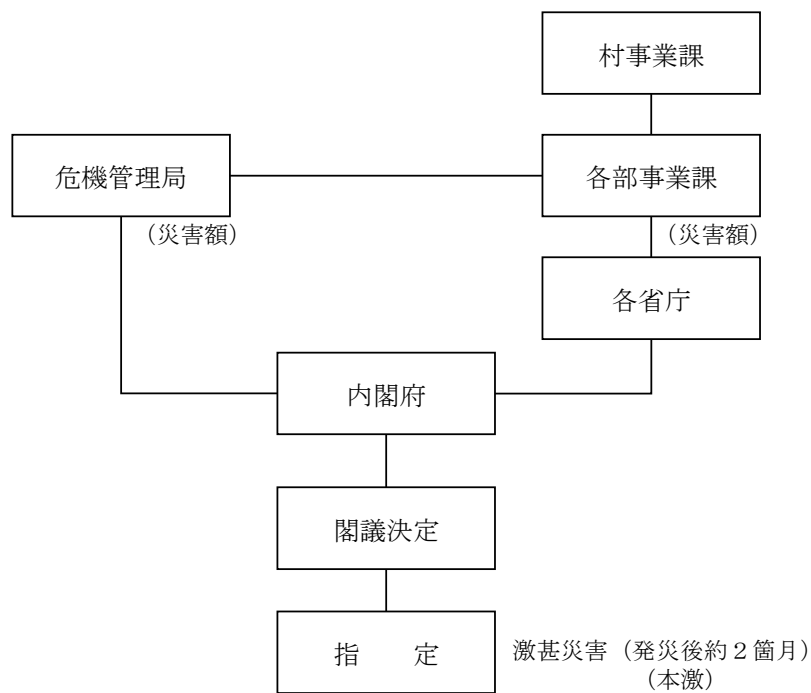 村事業課
危機管理局
各部事業課
（災害額）
（災害額）
各省庁
内閣府
閣議決定
指　　定
激甚災害（発災後約２箇月）
（本激）